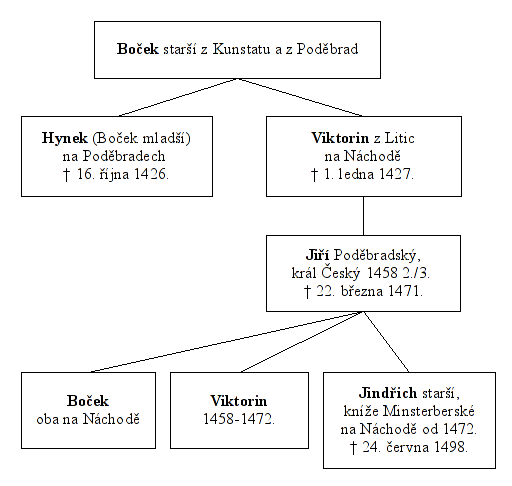 Boček starší z Kunstatu a z Poděbrad
Hynek (Boček mladší)
na Poděbradech
† 16. října 1426.
Viktorin z Litic
na Náchodě
† 1. ledna 1427.
Jiří Poděbradský,
král Český 1458 2./3.
† 22. března 1471.
Boček
oba na Náchodě
Viktorin
1458-1472.
Jindřich starší,
kníže Minsterberské
na Náchodě od 1472.
† 24. června 1498.